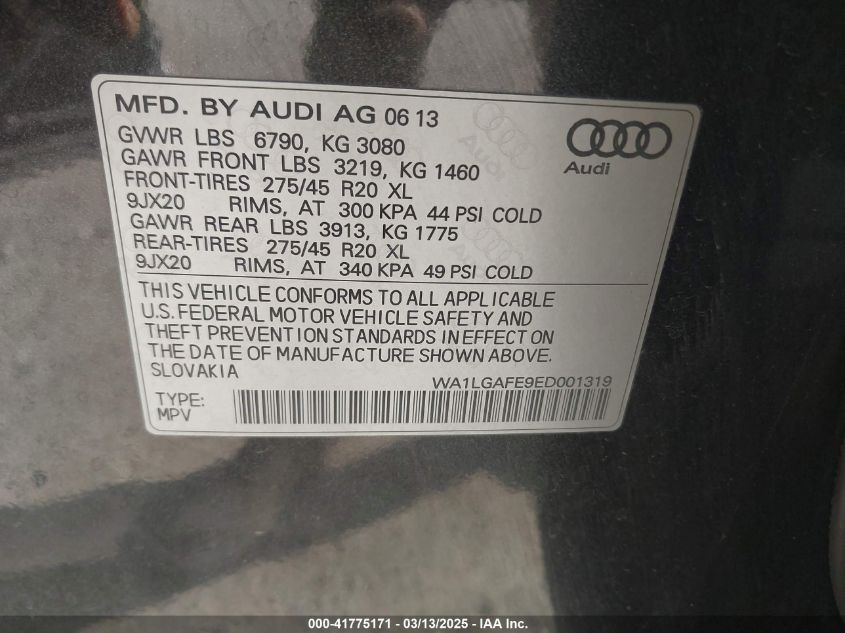 MFD. BY AUDI AG 06 13
GVWR LBS 6790, KG 3080
GAWR FRONT LBS 3219, KG 1460
FRONT-TIRES 275/45 R20 XL
9JX20 RIMS, AT 300 KPA 44 PSI COLD
GAWR REAR LBS 3913, KG 1775
REAR-TIRES 275/45 R20 XL
9JX20 RIMS, AT 340 KPA 49 PSI COLD
Audi
THIS VEHICLE CONFORMS TO ALL APPLICABLE
U.S. FEDERAL MOTOR VEHICLE SAFETY AND
THEFT PREVENTION STANDARDS IN EFFECT ON
THE DATE OF MANUFACTURE SHOWN ABOVE.
SLOVAKIA
WA1LGAFE9ED001319
TYPE:
MPV
000-41775171 - 03/13/2025 - IAA Inc.